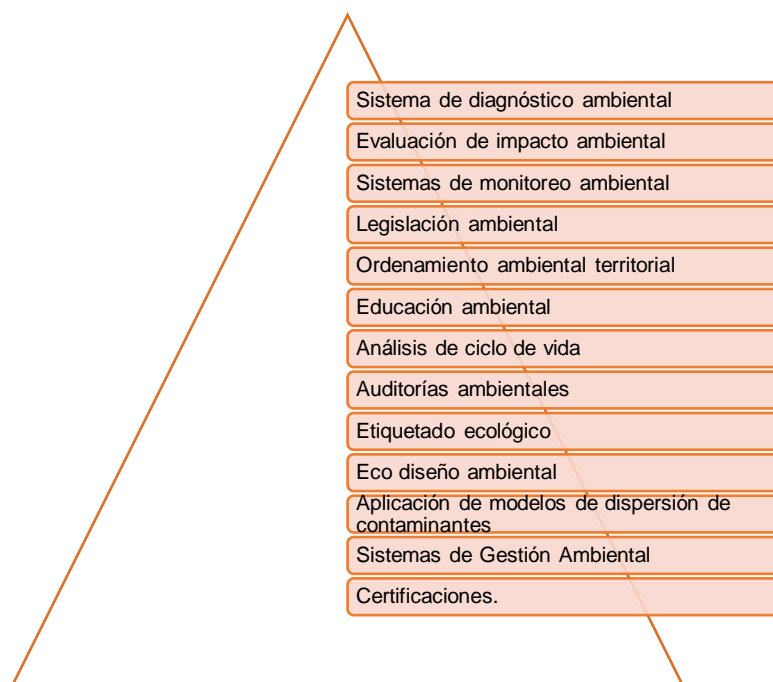 Sistema de diagnóstico ambiental
Evaluación de impacto ambiental
Sistemas de monitoreo ambiental
Legislación ambiental
Ordenamiento ambiental territorial
Educación ambiental
Análisis de ciclo de vida
Auditorías ambientales
Etiquetado ecológico
Eco diseño ambiental
Aplicación de modelos de dispersión de
contaminantes
Sistemas de Gestión Ambiental
Certificaciones.